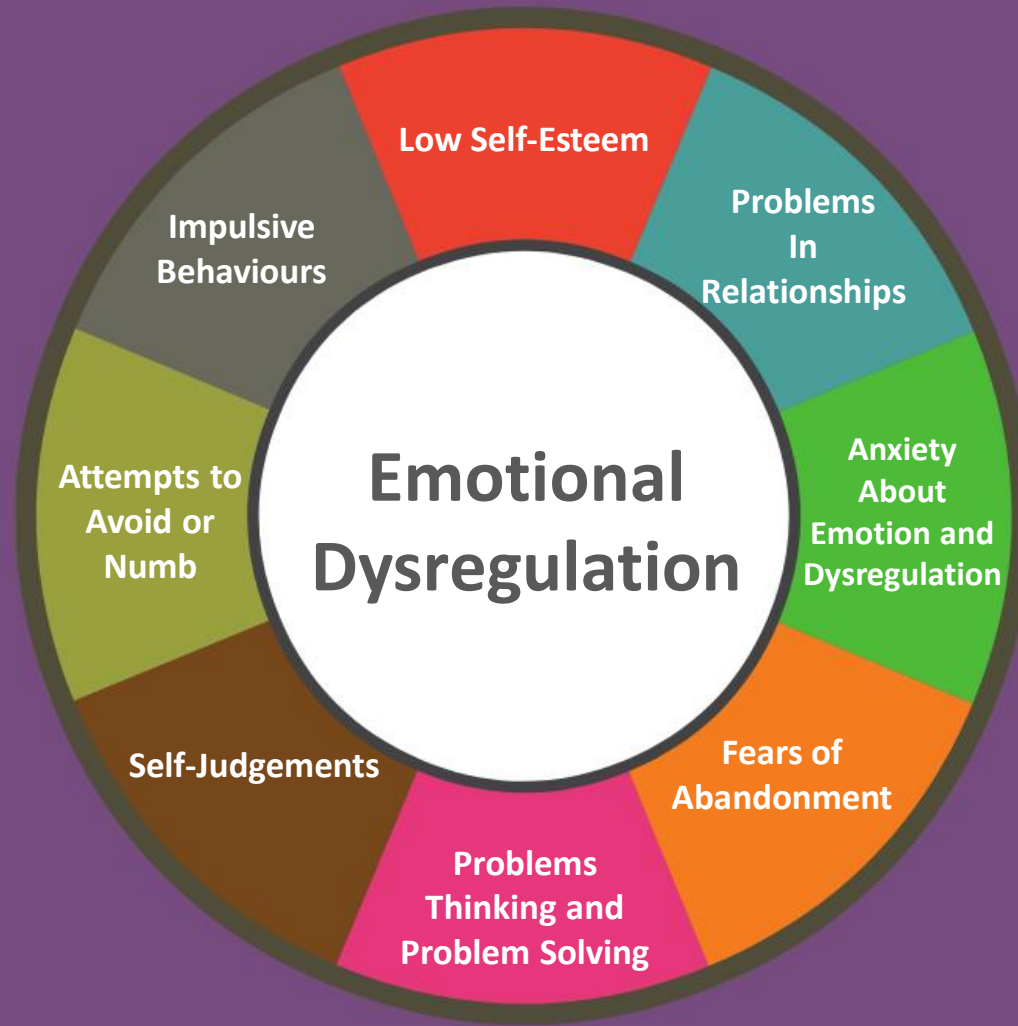 Low Self-Esteem
Problems
In
Relationships
Anxiety
About
Emotion and
Dysregulation
Fears of
Abandonment
Problems
Thinking and
Problem Solving
Self-Judgements
Attempts to
Avoid or
Numb
Impulsive
Behaviours
Emotional
Dysregulation